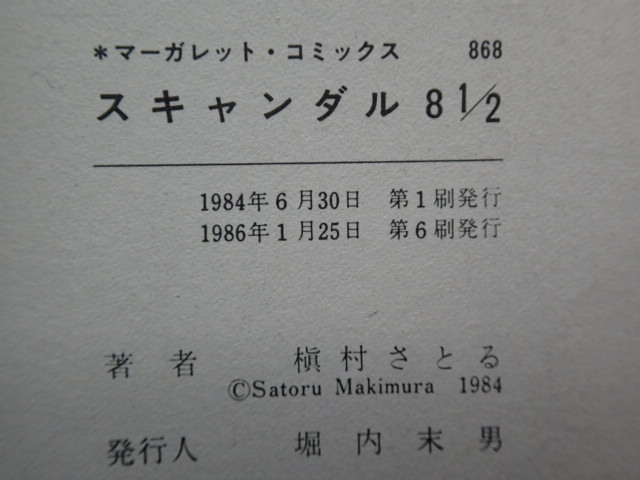 *マーガレット・コミックス 868
スキャンダル 8 1/2
1984年6月30日 第1刷発行
1986年1月25日 第6刷発行
著者 槇村さとる
©Satoru Makimura 1984
発行人 堀内末男